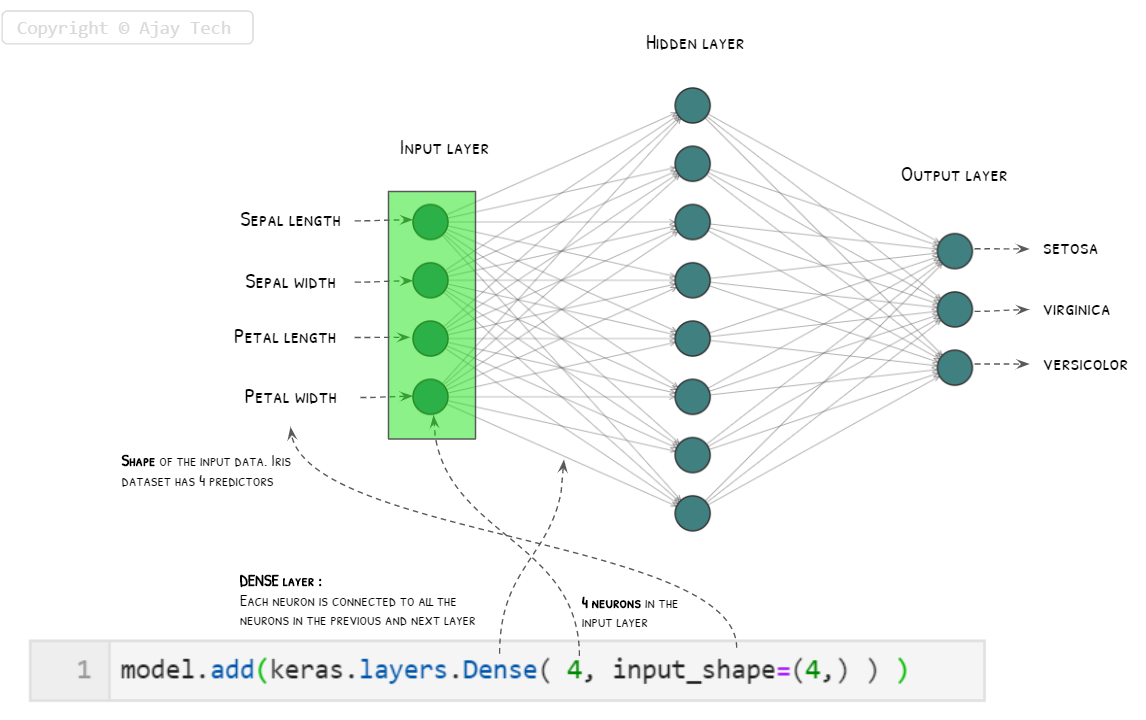 Copyright © Ajay Tech
Hidden layer
Input layer
Output layer
Sepal length
Sepal width
Petal length
Petal width
setosa
virginica
versicolor
Shape of the input data. Iris
dataset has 4 predictors
DENSE layer :
Each neuron is connected to all the
neurons in the previous and next layer
4 neurons in the
input layer
1 model.add(keras.layers.Dense( 4, input_shape=(4,) ) )